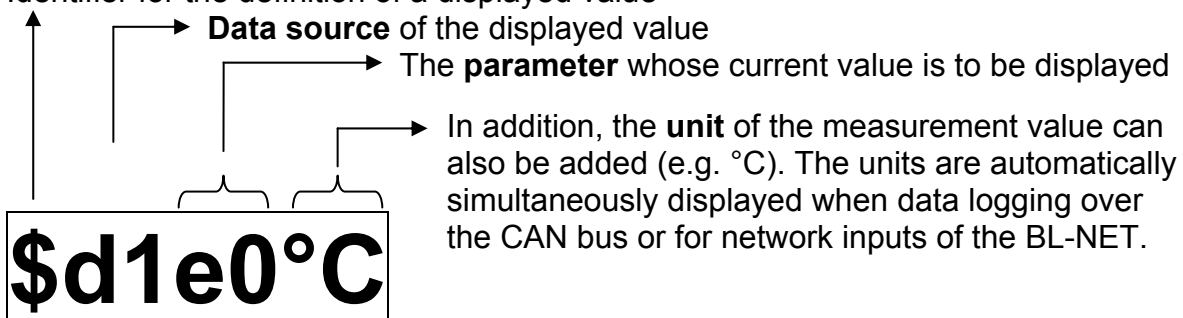 Identifier for the definition of a displayed value
Data source of the displayed value
The parameter whose current value is to be displayed
In addition, the unit of the measurement value can
also be added (e.g. °C). The units are automatically
simultaneously displayed when data logging over
the CAN bus or for network inputs of the BL-NET.
$d1e0°C